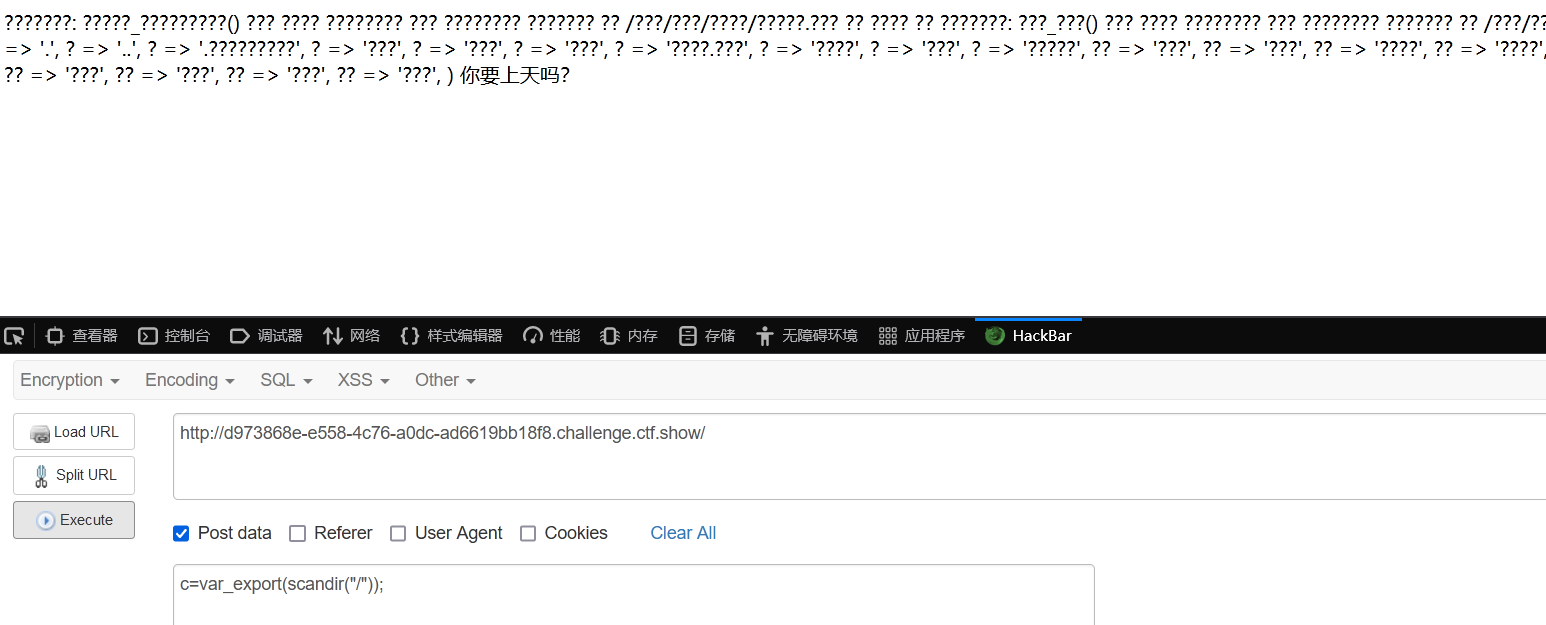 ???????: ?????_?????????() ??? ???? ???????? ??? ???????? ??????? ?? /???/???/????/?????.??? ?? ???? ?? ???????: ???_???() ??? ???? ???????? ??? ???????? ??????? ?? /???/??
=> '.', ? => '..', ? => '.?????????', ? => '???', ? => '???', ? => '???', ? => '????.???', ? => '????', ? => '???', ? => '?????', ?? => '???', ?? => '???', ?? => '????', ?? => '????',
?? => '???', ?? => '???', ?? => '???', ?? => '???', ) 你要上天吗?
查看器 控制台 调试器 网络 样式编辑器 性能 内存 存储 无障碍环境 应用程序 HackBar
Encryption Encoding SQL XSS Other
Load URL
http://d973868e-e558-4c76-a0dc-ad6619bb18f8.challenge.ctf.show/
Split URL
Execute
Post data Referer User Agent Cookies Clear All
c=var_export(scandir("/"));